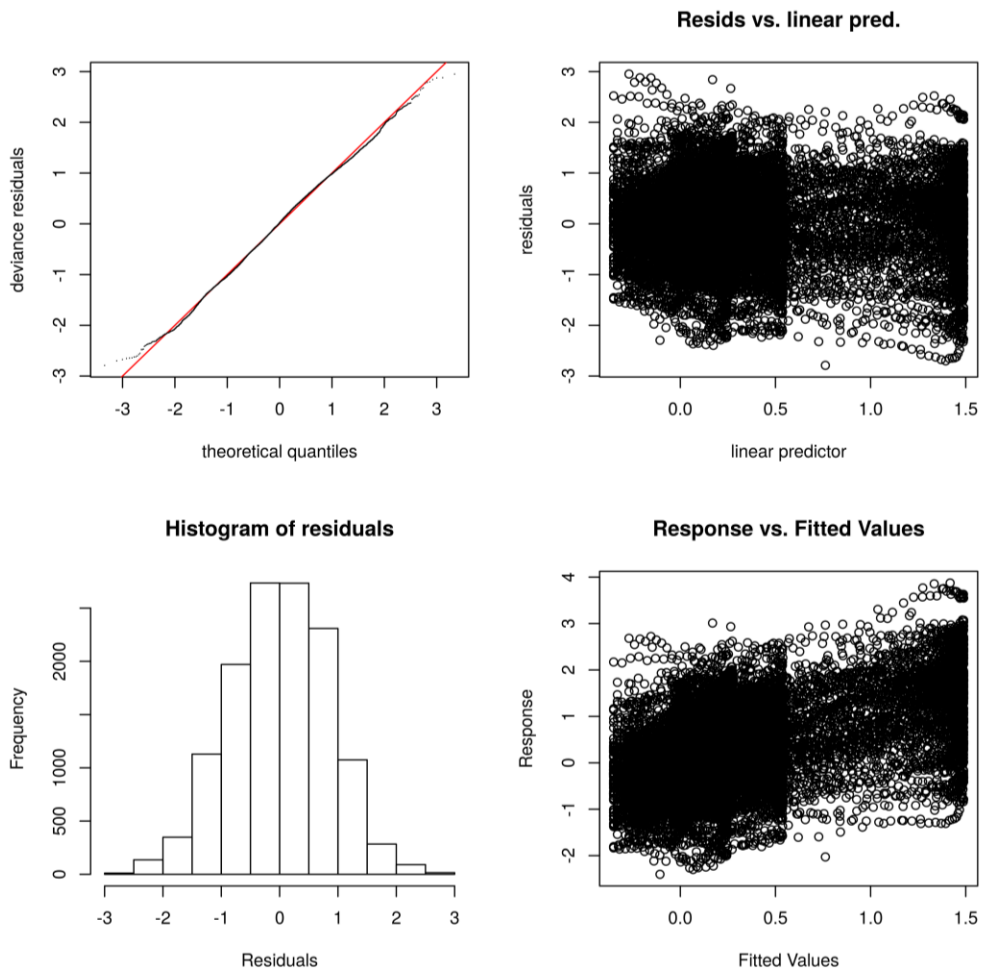 Resids vs. linear pred.
deviance residuals
3
2
1
0
-1
-2
-3
-3 -2 -1 0 1 2 3
theoretical quantiles
residuals
3
2
1
0
-1
-2
-3
0.0 0.5 1.0 1.5
linear predictor
Histogram of residuals
Frequency
2000
1000
500
0
-3 -2 -1 0 1 2 3
Residuals
Response vs. Fitted Values
Response
4
3
2
1
0
-1
-2
0.0 0.5 1.0 1.5
Fitted Values